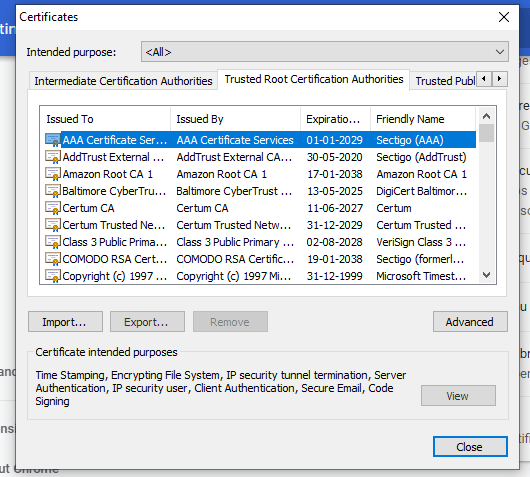 Certificates
Intended purpose: <All>
Intermediate Certification Authorities Trusted Root Certification Authorities Trusted Publ
Issued To Issued By Expiratio... Friendly Name
AAA Certificate Ser... AAA Certificate Services 01-01-2029 Sectigo (AAA)
AddTrust External ... AddTrust External CA... 30-05-2020 Sectigo (AddTrust)
Amazon Root CA 1 Amazon Root CA 1 17-01-2038 Amazon Root CA 1
Baltimore CyberTru... Baltimore CyberTrust ... 13-05-2025 DigiCert Baltimor...
Certum CA Certum CA 11-06-2027 Certum
Certum Trusted Ne... Certum Trusted Netw... 31-12-2029 Certum Trusted ...
Class 3 Public Prima... Class 3 Public Primary ... 02-08-2028 VeriSign Class 3 ...
COMODO RSA Cert... COMODO RSA Certific... 19-01-2038 Sectigo (formerl...
Copyright (c) 1997 ... Copyright (c) 1997 ... 31-12-1999 Microsoft Timest...
Import... Export... Remove Advanced
Certificate intended purposes
Time Stamping, Encrypting File System, IP security tunnel termination, Server
Authentication, IP security user, Client Authentication, Secure Email, Code
Signing
View
Close
ut Chrome